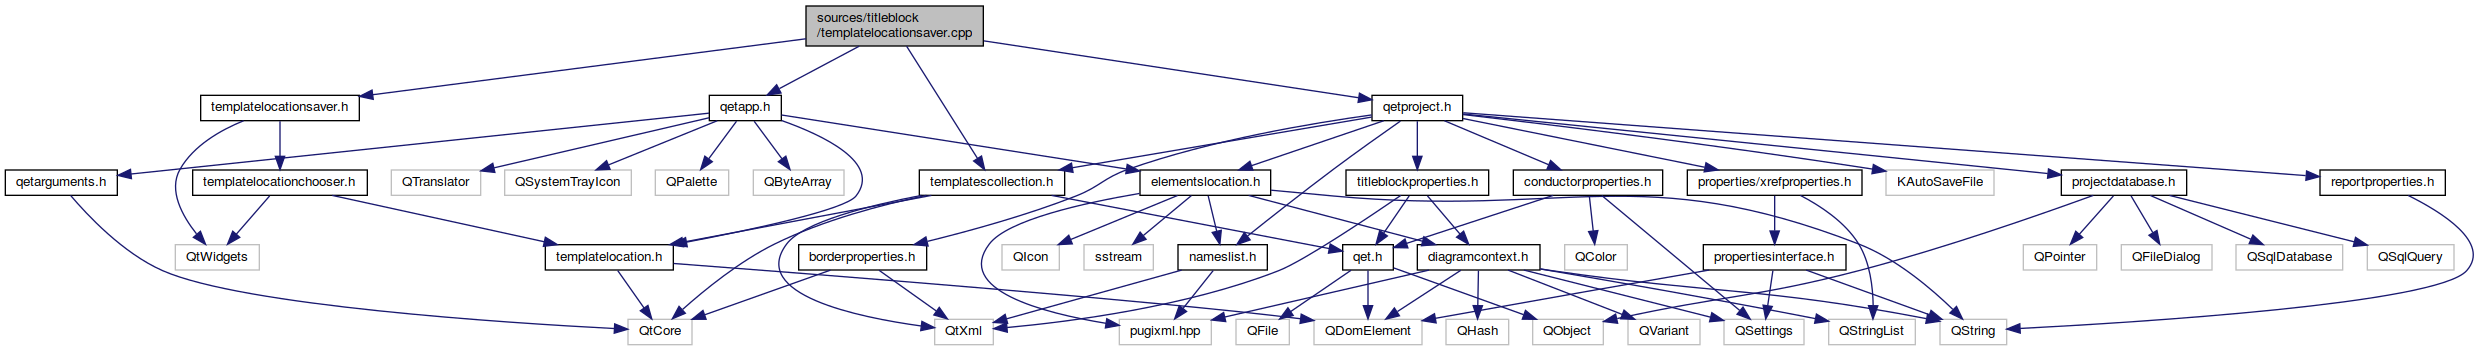 sources/titleblock
/templatelocationsaver.cpp
templatelocationsaver.h
qetapp.h
qetproject.h
qetarguments.h
templatelocationchooser.h
QTranslator
QSystemTrayIcon
QPalette
QByteArray
templatescollection.h
elementslocation.h
titleblockproperties.h
conductorproperties.h
properties/xrefproperties.h
KAutoSaveFile
projectdatabase.h
reportproperties.h
QtWidgets
templatelocation.h
borderproperties.h
QIcon
sstream
nameslist.h
qet.h
diagramcontext.h
QColor
propertiesinterface.h
QPointer
QFileDialog
QSqlDatabase
QSqlQuery
QtCore
QtXml
pugixml.hpp
QFile
QDomElement
QHash
QObject
QVariant
QSettings
QStringList
QString